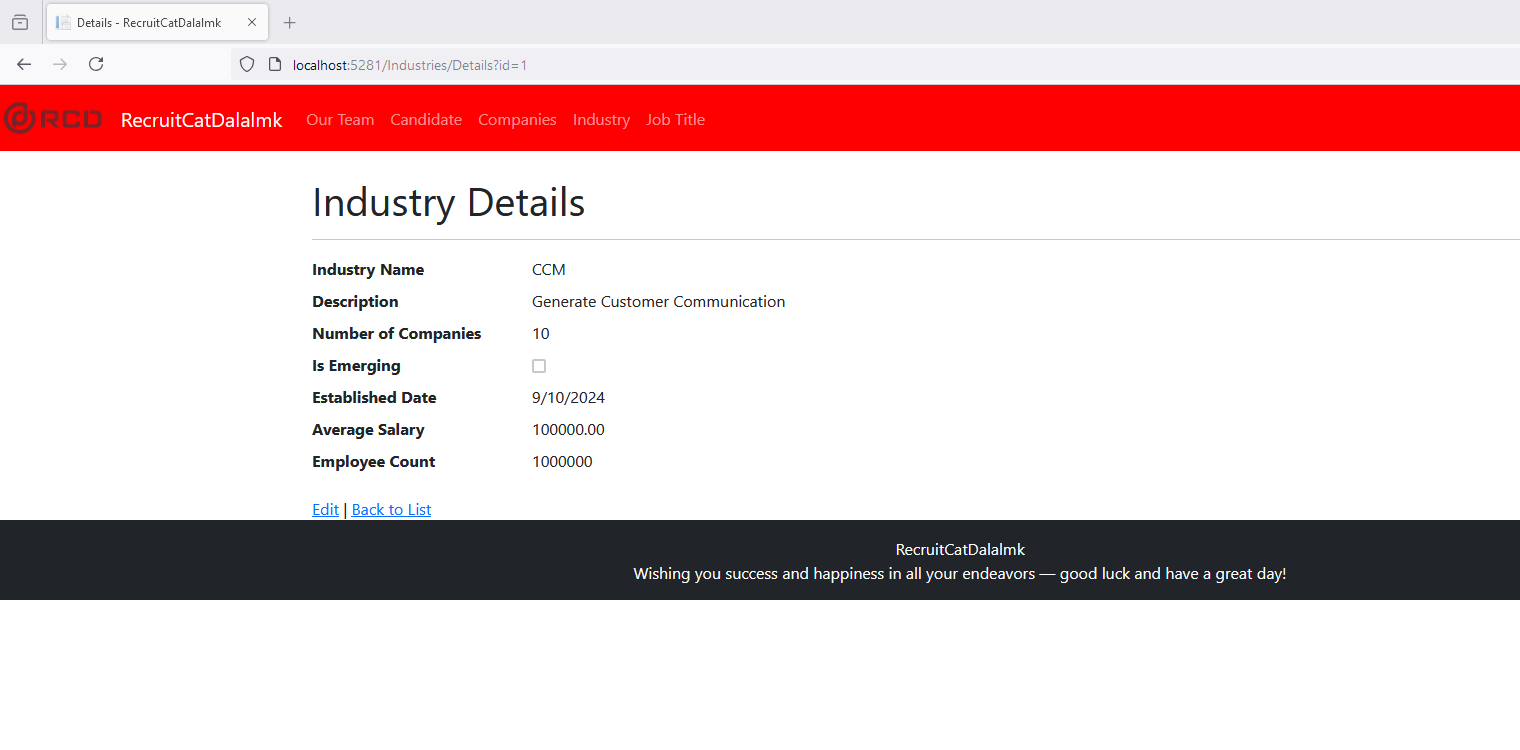 Details - RecruitCatDalalmk
localhost:5281/Industries/Details?id=1
RCD RecruitCatDalalmk Our Team Candidate Companies Industry Job Title
Industry Details
Industry Name CCM
Description Generate Customer Communication
Number of Companies 10
Is Emerging
Established Date 9/10/2024
Average Salary 100000.00
Employee Count 1000000
Edit | Back to List
RecruitCatDalalmk
Wishing you success and happiness in all your endeavors — good luck and have a great day!